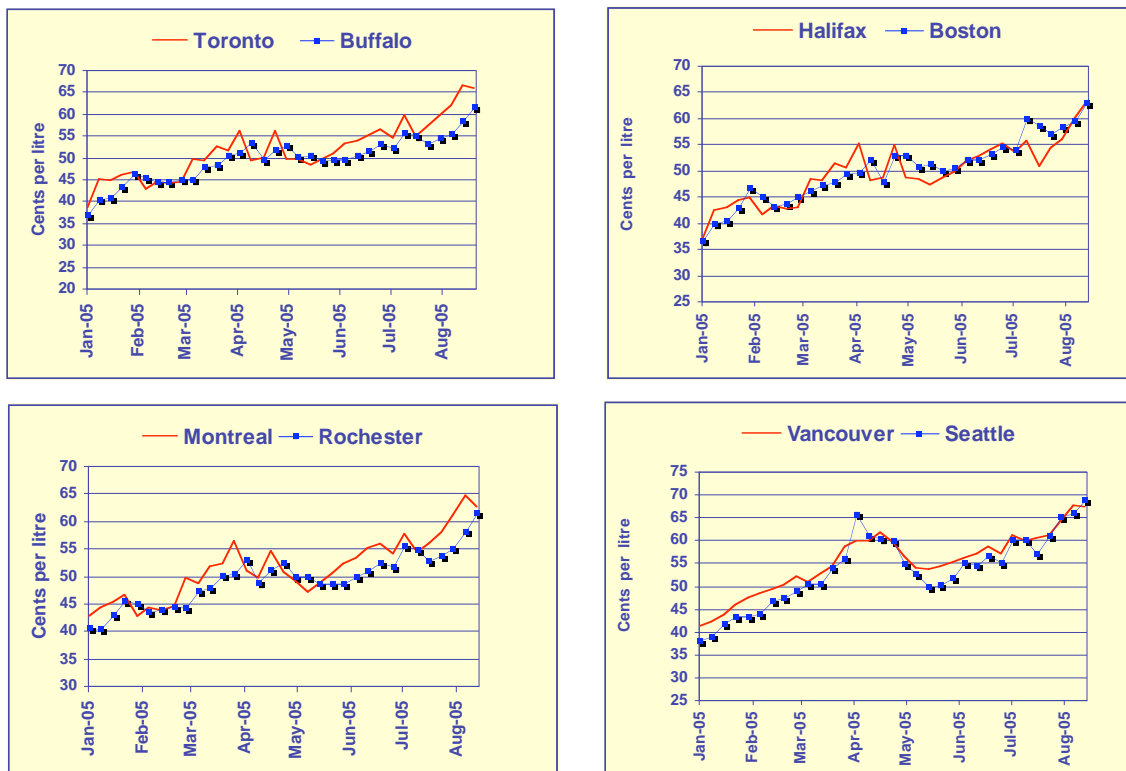 Toronto Buffalo
Cents per litre
70
65
60
55
50
45
40
35
30
25
20
Jan-05
Feb-05
Mar-05
Apr-05
May-05
Jun-05
Jul-05
Aug-05
Halifax Boston
Cents per litre
70
65
60
55
50
45
40
35
30
25
Jan-05
Feb-05
Mar-05
Apr-05
May-05
Jun-05
Jul-05
Aug-05
Montreal Rochester
Cents per litre
70
65
60
55
50
45
40
35
30
Jan-05
Feb-05
Mar-05
Apr-05
May-05
Jun-05
Jul-05
Aug-05
Vancouver Seattle
Cents per litre
75
70
65
60
55
50
45
40
35
30
25
Jan-05
Feb-05
Mar-05
Apr-05
May-05
Jun-05
Jul-05
Aug-05